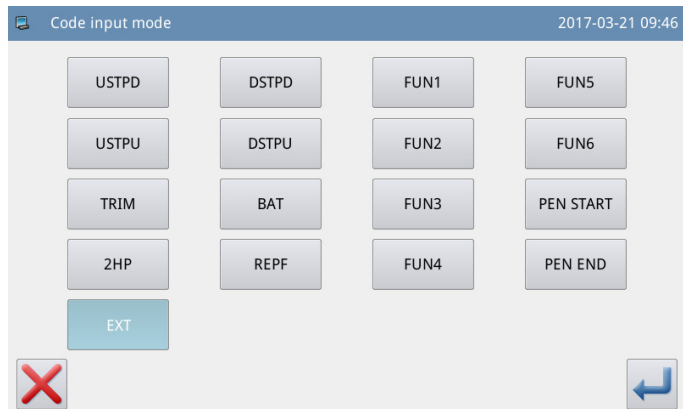 Code input mode 2017-03-21 09:46
USTPD DSTPD FUN1 FUN5
USTPU DSTPU FUN2 FUN6
TRIM BAT FUN3 PEN START
2HP REPF FUN4 PEN END
EXT